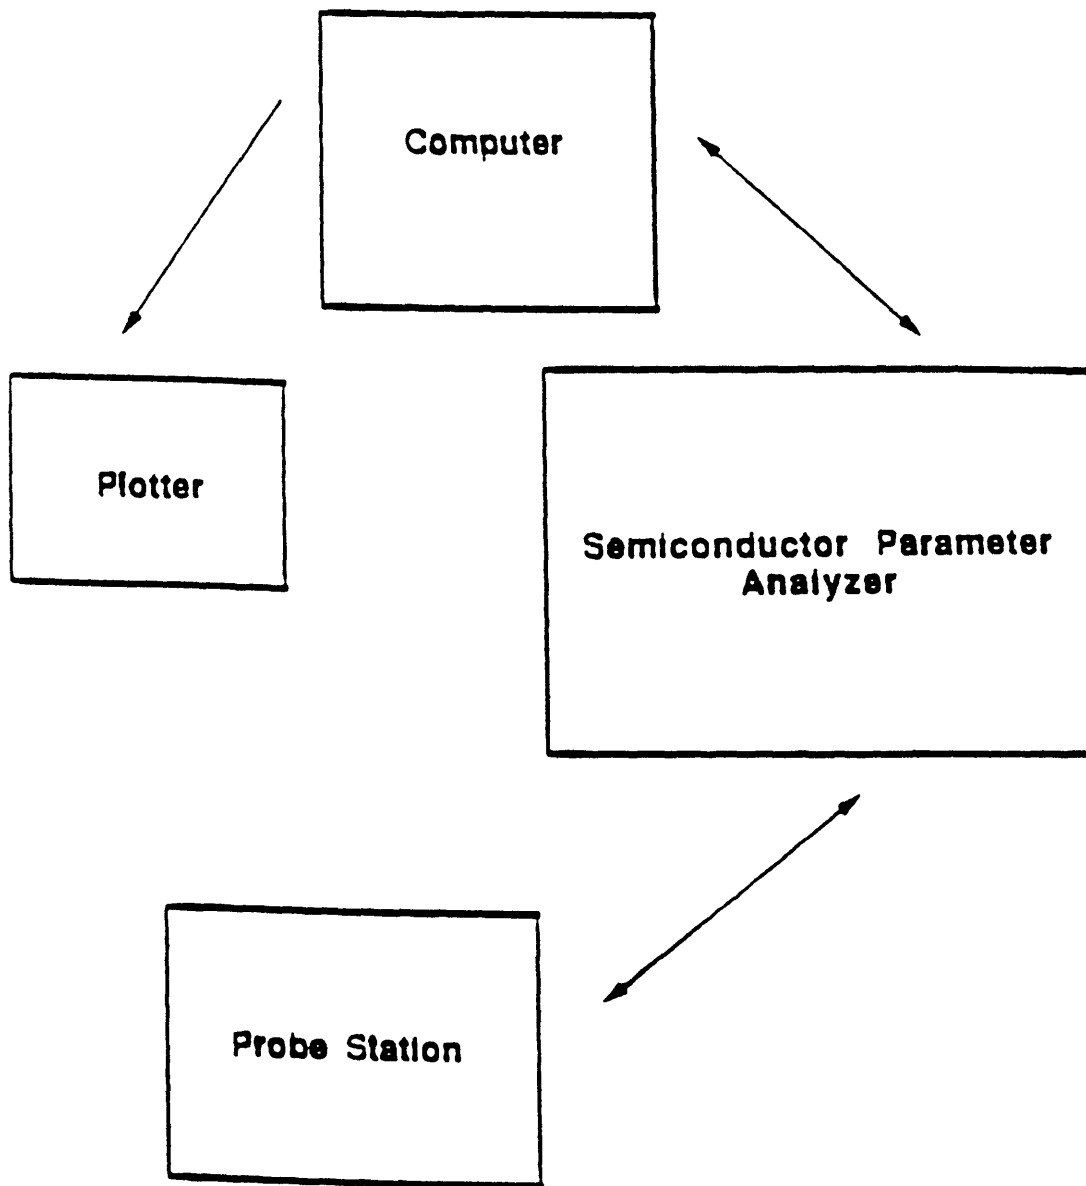 Computer
Plotter
Semiconductor Parameter
Analyzer
Probe Station